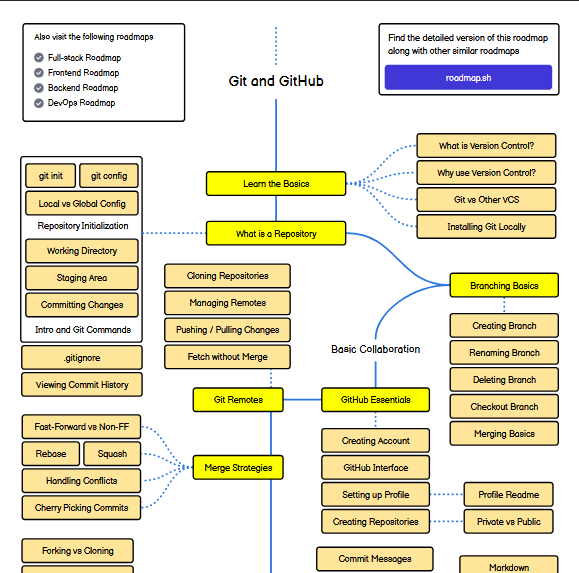 Also visit the following roadmaps
Full-stack Roadmap
Frontend Roadmap
Backend Roadmap
DevOps Roadmap
Git and GitHub
Find the detailed version of this roadmap
along with other similar roadmaps
roadmap.sh
What is Version Control?
Why use Version Control?
Git vs Other VCS
Installing Git Locally
Learn the Basics
What is a Repository
git init
git config
Local vs Global Config
Repository Initialization
Working Directory
Staging Area
Committing Changes
Intro and Git Commands
.gitignore
Viewing Commit History
Cloning Repositories
Managing Remotes
Pushing / Pulling Changes
Fetch without Merge
Branching Basics
Creating Branch
Renaming Branch
Deleting Branch
Checkout Branch
Merging Basics
Basic Collaboration
Git Remotes
GitHub Essentials
Fast-Forward vs Non-FF
Rebase
Squash
Handling Conflicts
Cherry Picking Commits
Merge Strategies
Creating Account
GitHub Interface
Setting up Profile
Creating Repositories
Profile Readme
Private vs Public
Forking vs Cloning
Commit Messages
Markdown